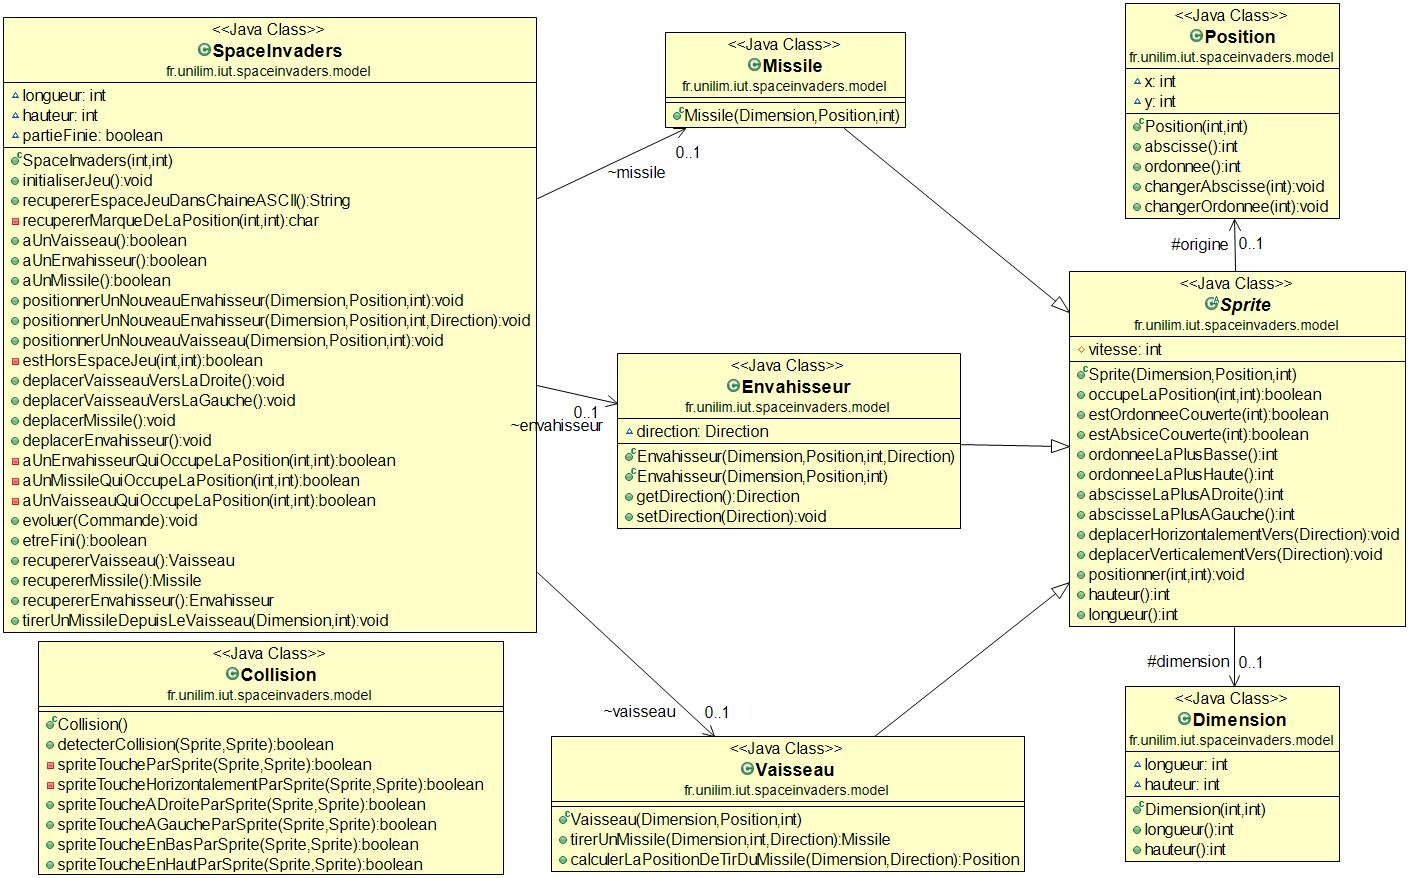 <<Java Class>>
SpaceInvaders
fr.unilim.iut.spaceinvaders.model
longueur: int
hauteur: int
partieFinie: boolean
SpaceInvaders(int,int)
initialiserJeu():void
recupererEspaceJeuDansChaineASCII():String
recupererMarqueDeLaPosition(int,int):char
aUnVaisseau():boolean
aUnEnvahisseur():boolean
aUnMissile():boolean
positionnerUnNouveauEnvahisseur(Dimension,Position,int):void
positionnerUnNouveauEnvahisseur(Dimension,Position,int,Direction):void
positionnerUnNouveauVaisseau(Dimension,Position,int):void
estHorsEspaceJeu(int,int):boolean
deplacerVaisseauVersLaDroite():void
deplacerVaisseauVersLaGauche():void
deplacerMissile():void
deplacerEnvahisseur():void
aUnEnvahisseurQuiOccupeLaPosition(int,int):boolean
aUnMissileQuiOccupeLaPosition(int,int):boolean
aUnVaisseauQuiOccupeLaPosition(int,int):boolean
evoluer(Commande):void
etreFini():boolean
recupererVaisseau():Vaisseau
recupererMissile():Missile
recupererEnvahisseur():Envahisseur
tirerUnMissileDepuisLeVaisseau(Dimension,int):void
<<Java Class>>
Collision
fr.unilim.iut.spaceinvaders.model
Collision()
detecterCollision(Sprite,Sprite):boolean
spriteToucheParSprite(Sprite,Sprite):boolean
spriteToucheHorizontalementParSprite(Sprite,Sprite):boolean
spriteToucheADroiteParSprite(Sprite,Sprite):boolean
spriteToucheAGaucheParSprite(Sprite,Sprite):boolean
spriteToucheEnBasParSprite(Sprite,Sprite):boolean
spriteToucheEnHautParSprite(Sprite,Sprite):boolean
<<Java Class>>
Missile
fr.unilim.iut.spaceinvaders.model
Missile(Dimension,Position,int)
0..1
~missile
<<Java Class>>
Envahisseur
fr.unilim.iut.spaceinvaders.model
direction: Direction
Envahisseur(Dimension,Position,int,Direction)
Envahisseur(Dimension,Position,int)
getDirection():Direction
setDirection(Direction):void
0..1
~envahisseur
~vaisseau
0..1
<<Java Class>>
Vaisseau
fr.unilim.iut.spaceinvaders.model
Vaisseau(Dimension,Position,int)
tirerUnMissile(Dimension,int,Direction):Missile
calculerLaPositionDeTirDuMissile(Dimension,Direction):Position
<<Java Class>>
Position
fr.unilim.iut.spaceinvaders.model
x: int
y: int
Position(int,int)
abscisse():int
ordonnee():int
changerAbscisse(int):void
changerOrdonnee(int):void
#origine 0..1
<<Java Class>>
Sprite
fr.unilim.iut.spaceinvaders.model
vitesse: int
Sprite(Dimension,Position,int)
occupeLaPosition(int,int):boolean
estOrdonneeCouverte(int):boolean
estAbsiceCouverte(int):boolean
ordonneeLaPlusBasse():int
ordonneeLaPlusHaute():int
abscisseLaPlusADroite():int
abscisseLaPlusAGauche():int
deplacerHorizontalementVers(Direction):void
deplacerVerticalementVers(Direction):void
positionner(int,int):void
hauteur():int
longueur():int
#dimension 0..1
<<Java Class>>
Dimension
fr.unilim.iut.spaceinvaders.model
longueur: int
hauteur: int
Dimension(int,int)
longueur():int
hauteur():int